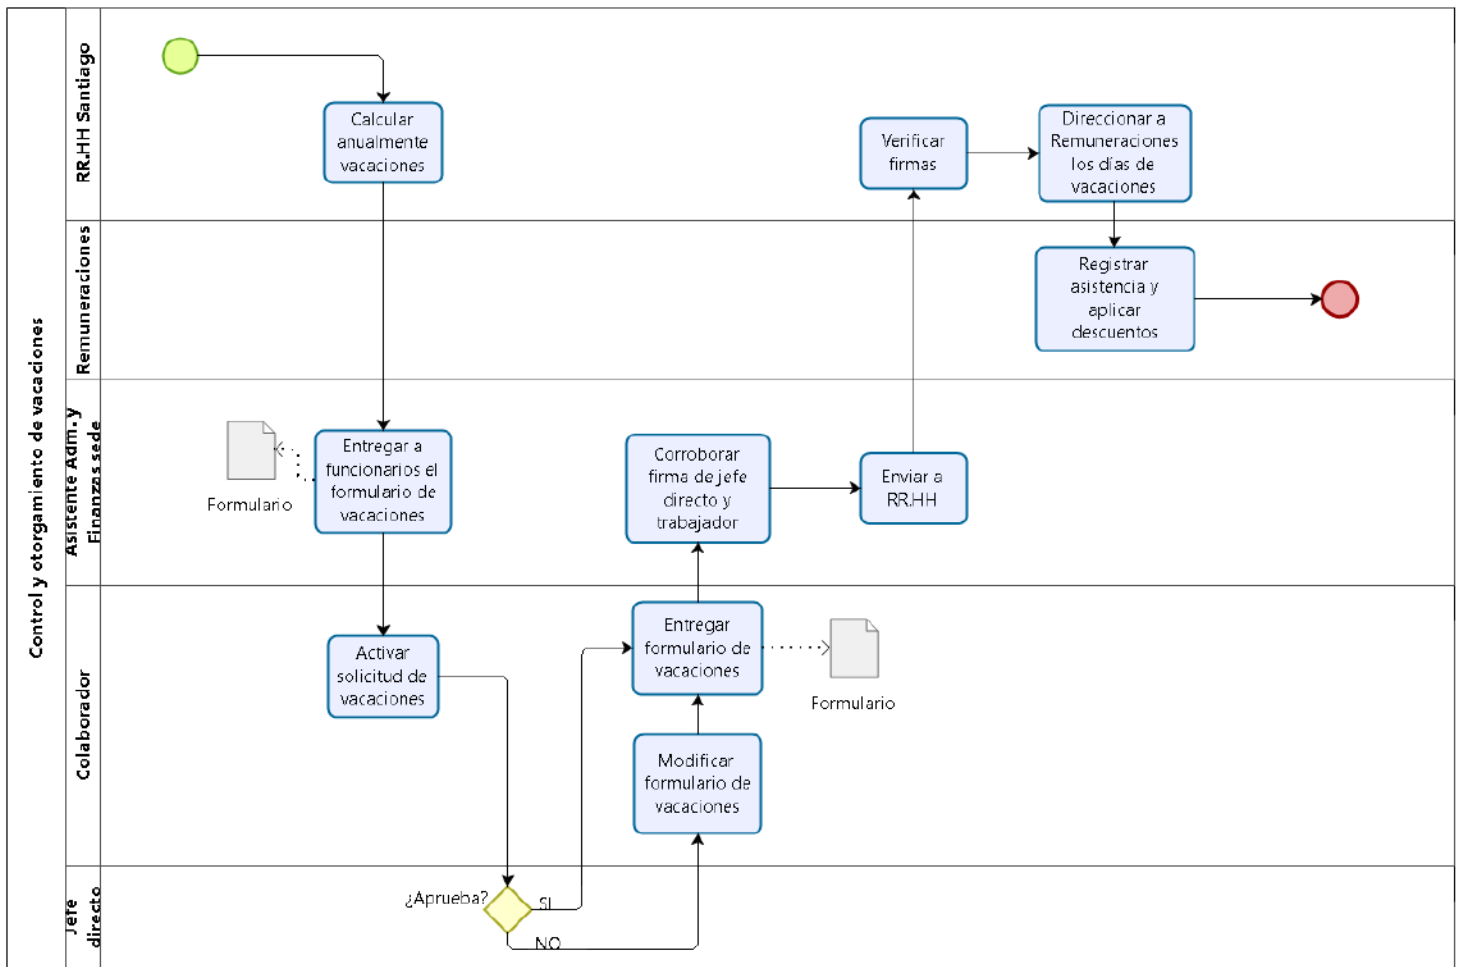 Control y otorgamiento de vacaciones
RR.HH Santiago
Calcular
anualmente
vacaciones
Verificar
firmas
Direccionar a
Remuneraciones
los días de
vacaciones
Remuneraciones
Registrar
asistencia y
aplicar
descuentos
Asistente Adm. y
Finanzas sede
Formulario
Entregar a
funcionarios el
formulario de
vacaciones
Corroborar
firma de jefe
directo y
trabajador
Enviar a
RR.HH
Colaborador
Activar
solicitud de
vacaciones
Entregar
formulario de
vacaciones
Formulario
Modificar
formulario de
vacaciones
Jefe
directo
¿Aprueba?
SI
NO